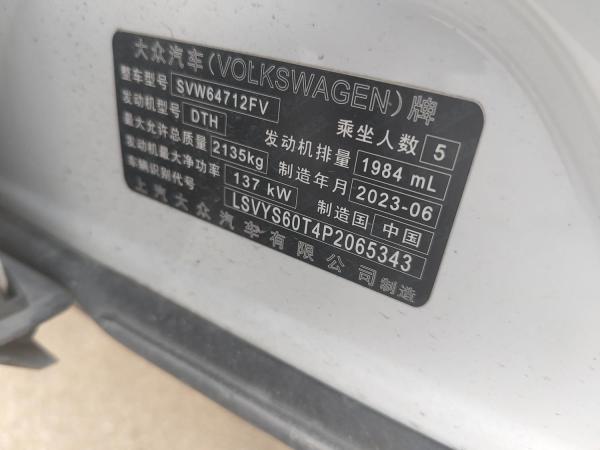 大众汽车(VOLKSWAGEN)牌
整车型号 SVW64712FV 乘坐人数 5
发动机型号 DTH 发动机排量 1984 mL
最大允许总质量 2135kg 制造年月 2023-06
发动机最大净功率 137 kW 制造国 中国
车辆识别代号 LSVYS60T4P2065343
上汽大众汽车有限公司制造